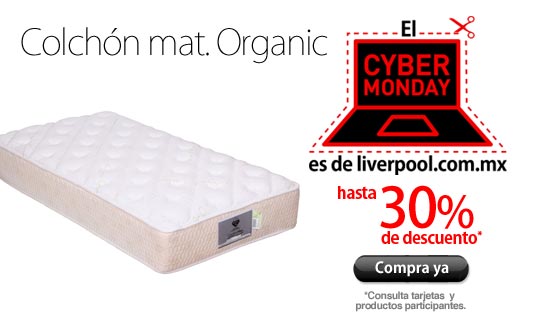 Colchón mat. Organic
El
CYBER
MONDAY
es de liverpool.com.mx
hasta 30%
de descuento*
Compra ya
*Consulta tarjetas y
productos participantes.